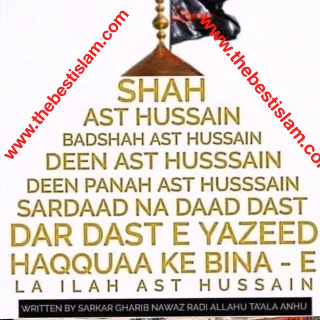 SHAH
AST HUSSAIN
BADSHAH AST HUSSAIN
DEEN AST HUSSSAIN
DEEN PANAH AST HUSSSAIN
SARDAAD NA DAAD DAST
DAR DAST E YAZEED
HAQQUAA KE BINA - E
LA ILAH AST HUSSAIN
WRITTEN BY SARKAR GHARIB NAWAZ RADI ALLAHU TA'ALA ANHU
www.thebestislam.com
www.thebestislam.com